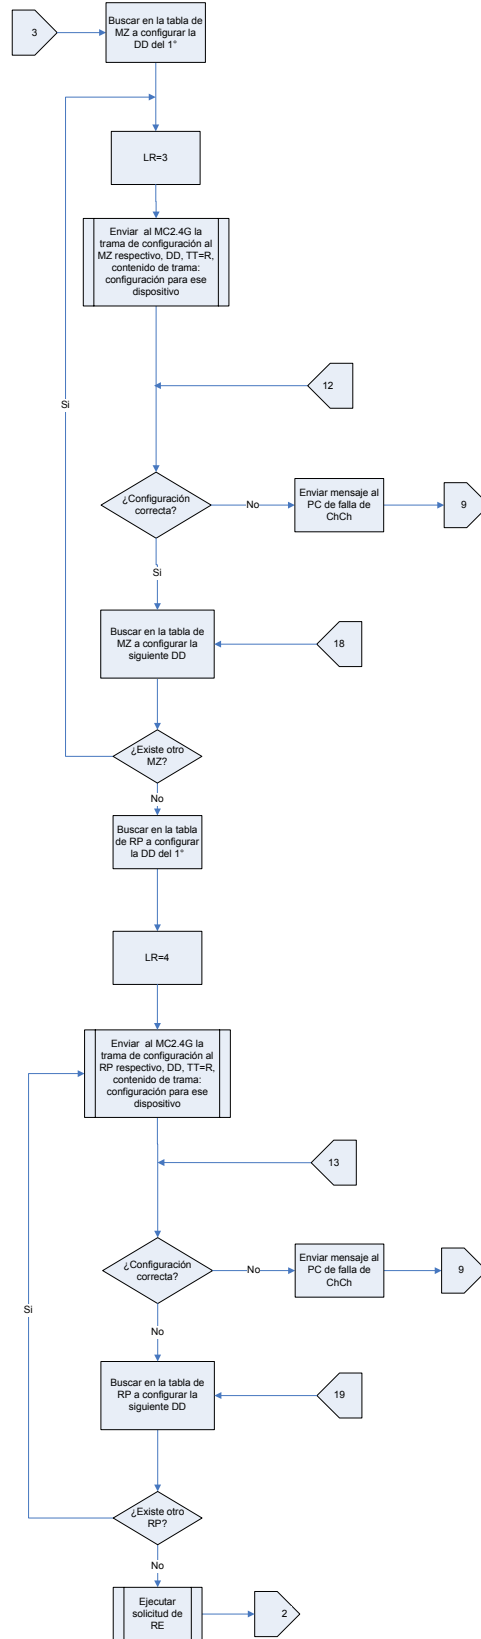 3
Buscar en la tabla de
MZ a configurar la
DD del 1°
LR=3
Enviar al MC2.4G la
trama de configuración al
MZ respectivo, DD, TT=R,
contenido de trama:
configuración para ese
dispositivo
12
Si
¿Configuración
correcta?
No
Enviar mensaje al
PC de falla de
ChCh
9
Si
Buscar en la tabla de
MZ a configurar la
siguiente DD
18
¿Existe otro
MZ?
No
Buscar en la tabla
de RP a configurar
la DD del 1°
LR=4
Enviar al MC2.4G la
trama de configuración al
RP respectivo, DD, TT=R,
contenido de trama:
configuración para ese
dispositivo
13
¿Configuración
correcta?
No
Enviar mensaje al
PC de falla de
ChCh
9
Si
No
Buscar en la tabla de
RP a configurar la
siguiente DD
19
¿Existe otro
RP?
No
Ejecutar
solicitud de
RE
2